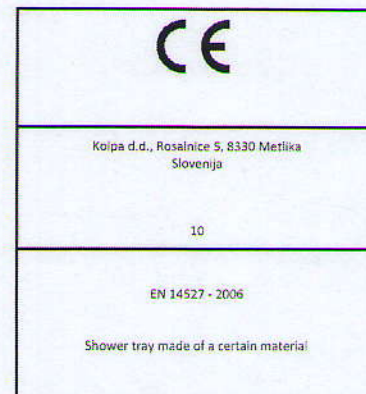 CE
Kolpa d.d., Rosalnice 5, 8330 Metlika
Slovenija
10
EN 14527 - 2006
Shower tray made of a certain material